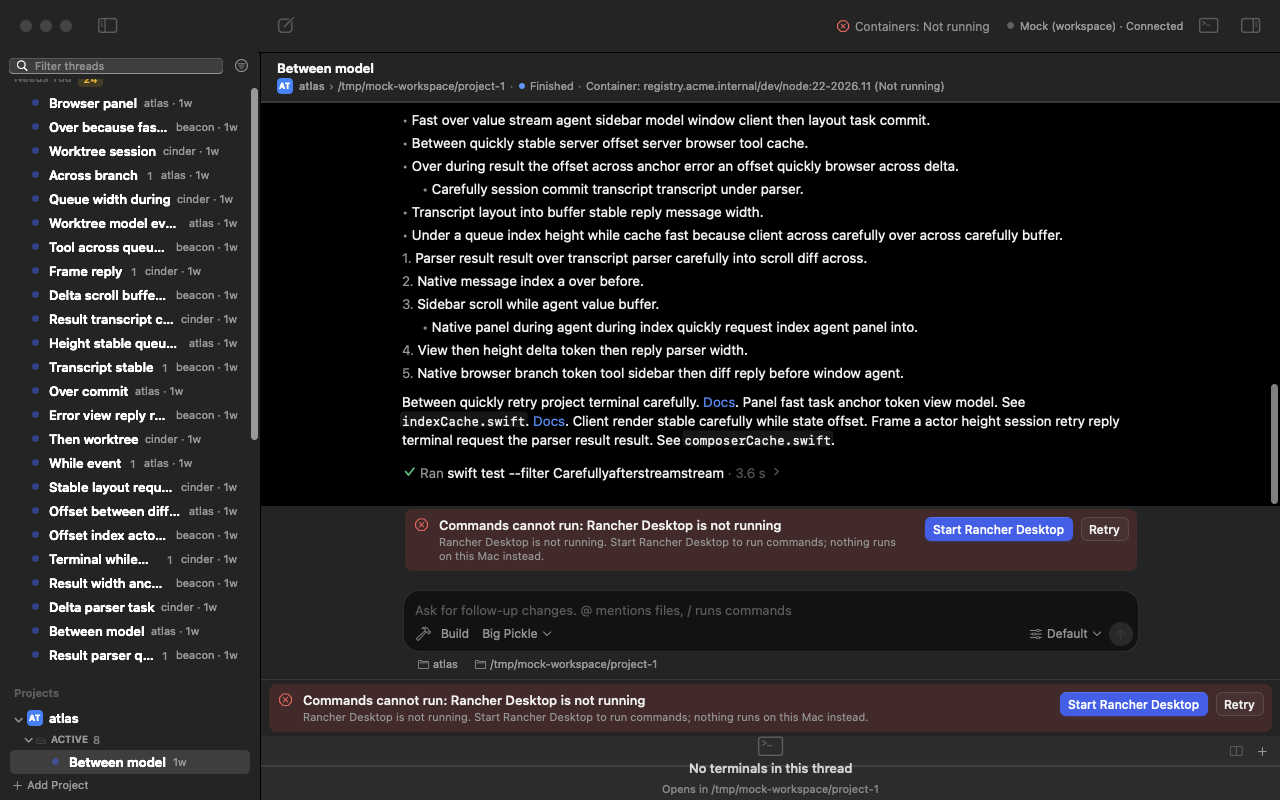 Containers: Not running
Mock (workspace) · Connected
Filter threads
Needs You 24
Browser panel atlas · 1w
Over because fas... beacon · 1w
Worktree session cinder · 1w
Across branch 1 atlas · 1w
Queue width during cinder · 1w
Worktree model ev... atlas · 1w
Tool across queu... beacon · 1w
Frame reply 1 cinder · 1w
Delta scroll buffe... beacon · 1w
Result transcript c... cinder · 1w
Height stable queu... atlas · 1w
Transcript stable 1 beacon · 1w
Over commit atlas · 1w
Error view reply r... beacon · 1w
Then worktree cinder · 1w
While event 1 atlas · 1w
Stable layout requ... cinder · 1w
Offset between diff... atlas · 1w
Offset index acto... beacon · 1w
Terminal while... 1 cinder · 1w
Result width anc... beacon · 1w
Delta parser task cinder · 1w
Between model atlas · 1w
Result parser q... 1 beacon · 1w
Projects
AT atlas
ACTIVE 8
Between model 1w
+ Add Project
Between model
AT atlas › /tmp/mock-workspace/project-1 · Finished · Container: registry.acme.internal/dev/node:22-2026.11 (Not running)
• Fast over value stream agent sidebar model window client then layout task commit.
• Between quickly stable server offset server browser tool cache.
• Over during result the offset across anchor error an offset quickly browser across delta.
• Carefully session commit transcript transcript under parser.
• Transcript layout into buffer stable reply message width.
• Under a queue index height while cache fast because client across carefully over across carefully buffer.
1. Parser result result over transcript parser carefully into scroll diff across.
2. Native message index a over before.
3. Sidebar scroll while agent value buffer.
• Native panel during agent during index quickly request index agent panel into.
4. View then height delta token then reply parser width.
5. Native browser branch token tool sidebar then diff reply before window agent.
Between quickly retry project terminal carefully. Docs. Panel fast task anchor token view model. See
indexCache.swift. Docs. Client render stable carefully while state offset. Frame a actor height session retry reply
terminal request the parser result result. See composerCache.swift.
Ran swift test --filter Carefullyafterstreamstream · 3.6 s
Commands cannot run: Rancher Desktop is not running
Rancher Desktop is not running. Start Rancher Desktop to run commands; nothing runs
on this Mac instead.
Start Rancher Desktop
Retry
Ask for follow-up changes. @ mentions files, / runs commands
Build Big Pickle
Default
atlas /tmp/mock-workspace/project-1
Commands cannot run: Rancher Desktop is not running
Rancher Desktop is not running. Start Rancher Desktop to run commands; nothing runs on this Mac instead.
Start Rancher Desktop
Retry
No terminals in this thread
Opens in /tmp/mock-workspace/project-1